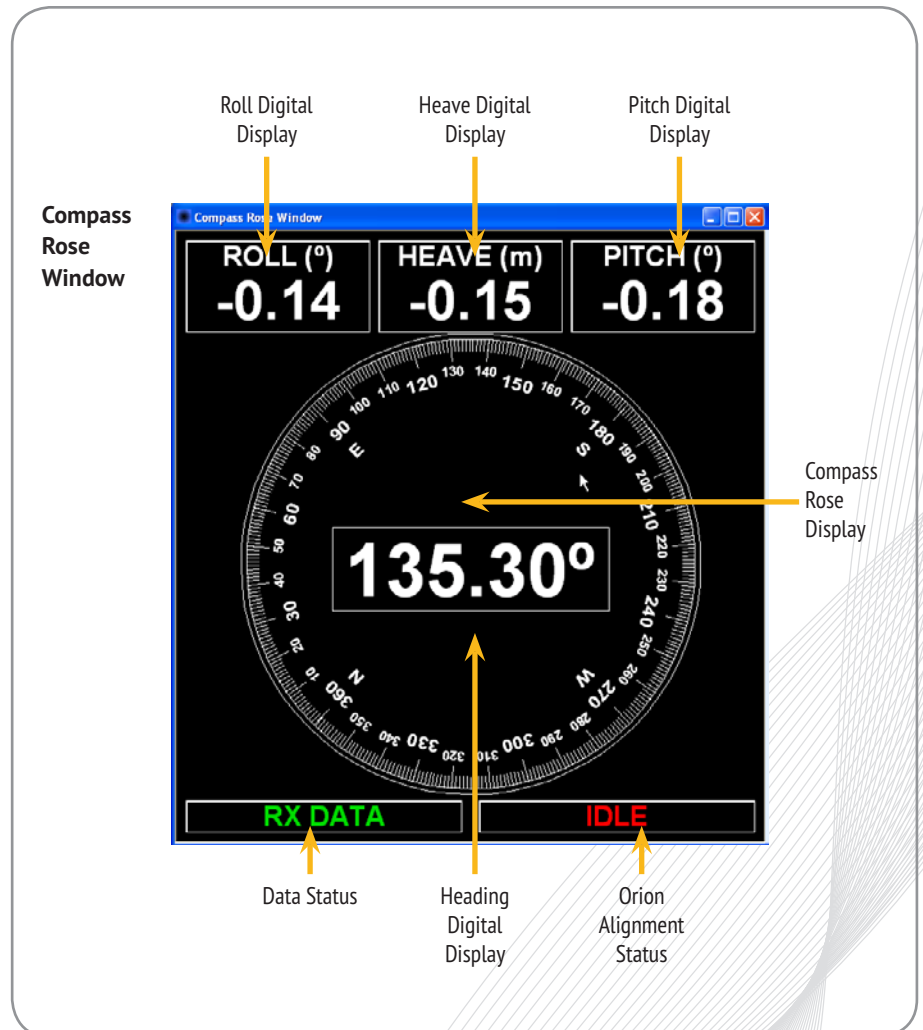 Roll Digital
Display
Heave Digital
Display
Pitch Digital
Display
Compass
Rose
Window
Compass Rose Window
ROLL (º)
-0.14
HEAVE (m)
-0.15
PITCH (º)
-0.18
10
20
30
40
50
60
70
80
90
100
110
120
130
140
150
160
170
180
190
200
210
220
230
240
250
260
270
280
290
300
310
320
330
340
350
360
N
E
S
W
135.30º
Compass
Rose
Display
RX DATA
IDLE
Data Status
Heading
Digital
Display
Orion
Alignment
Status